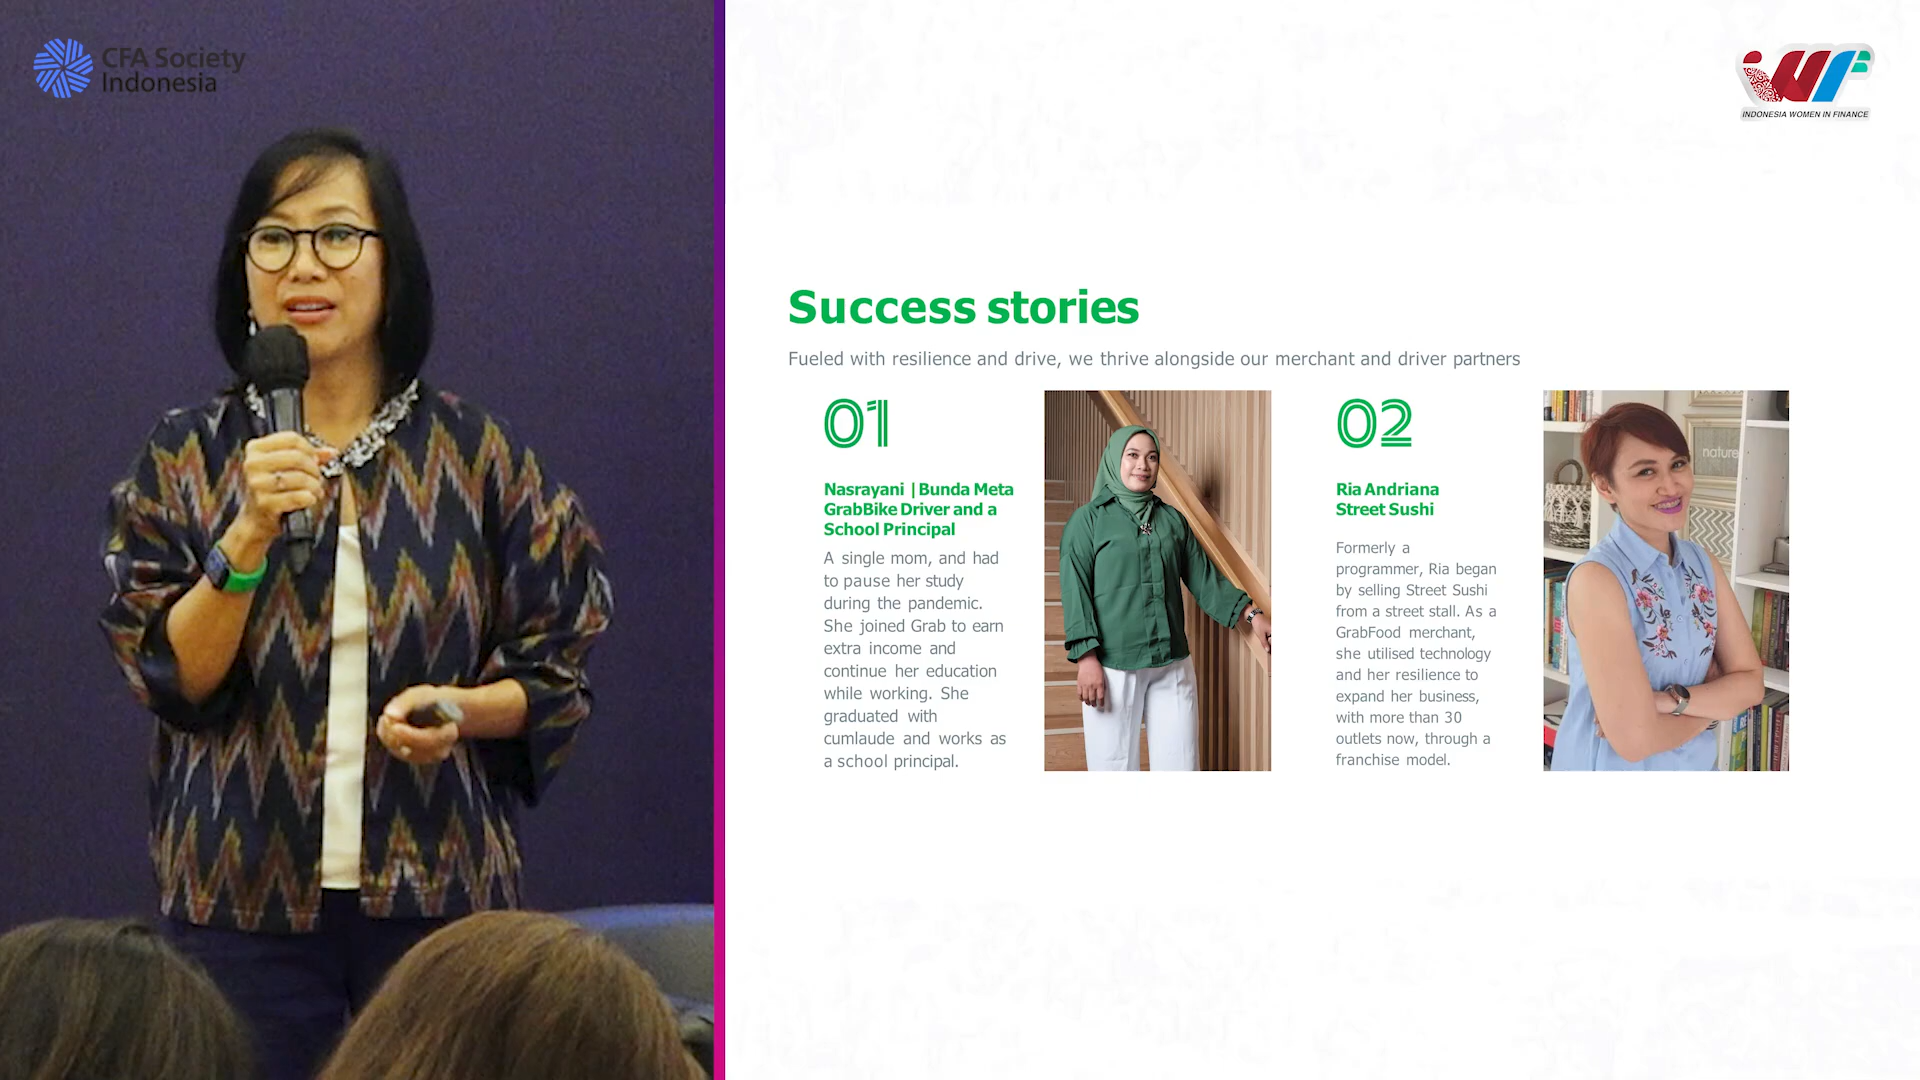 CFA Society
Indonesia
iWF
INDONESIA WOMEN IN FINANCE
Success stories
Fueled with resilience and drive, we thrive alongside our merchant and driver partners
01
Nasrayani | Bunda Meta
GrabBike Driver and a
School Principal
A single mom, and had
to pause her study
during the pandemic.
She joined Grab to earn
extra income and
continue her education
while working. She
graduated with
cumlaude and works as
a school principal.
02
Ria Andriana
Street Sushi
Formerly a
programmer, Ria began
by selling Street Sushi
from a street stall. As a
GrabFood merchant,
she utilised technology
and her resilience to
expand her business,
with more than 30
outlets now, through a
franchise model.
nature